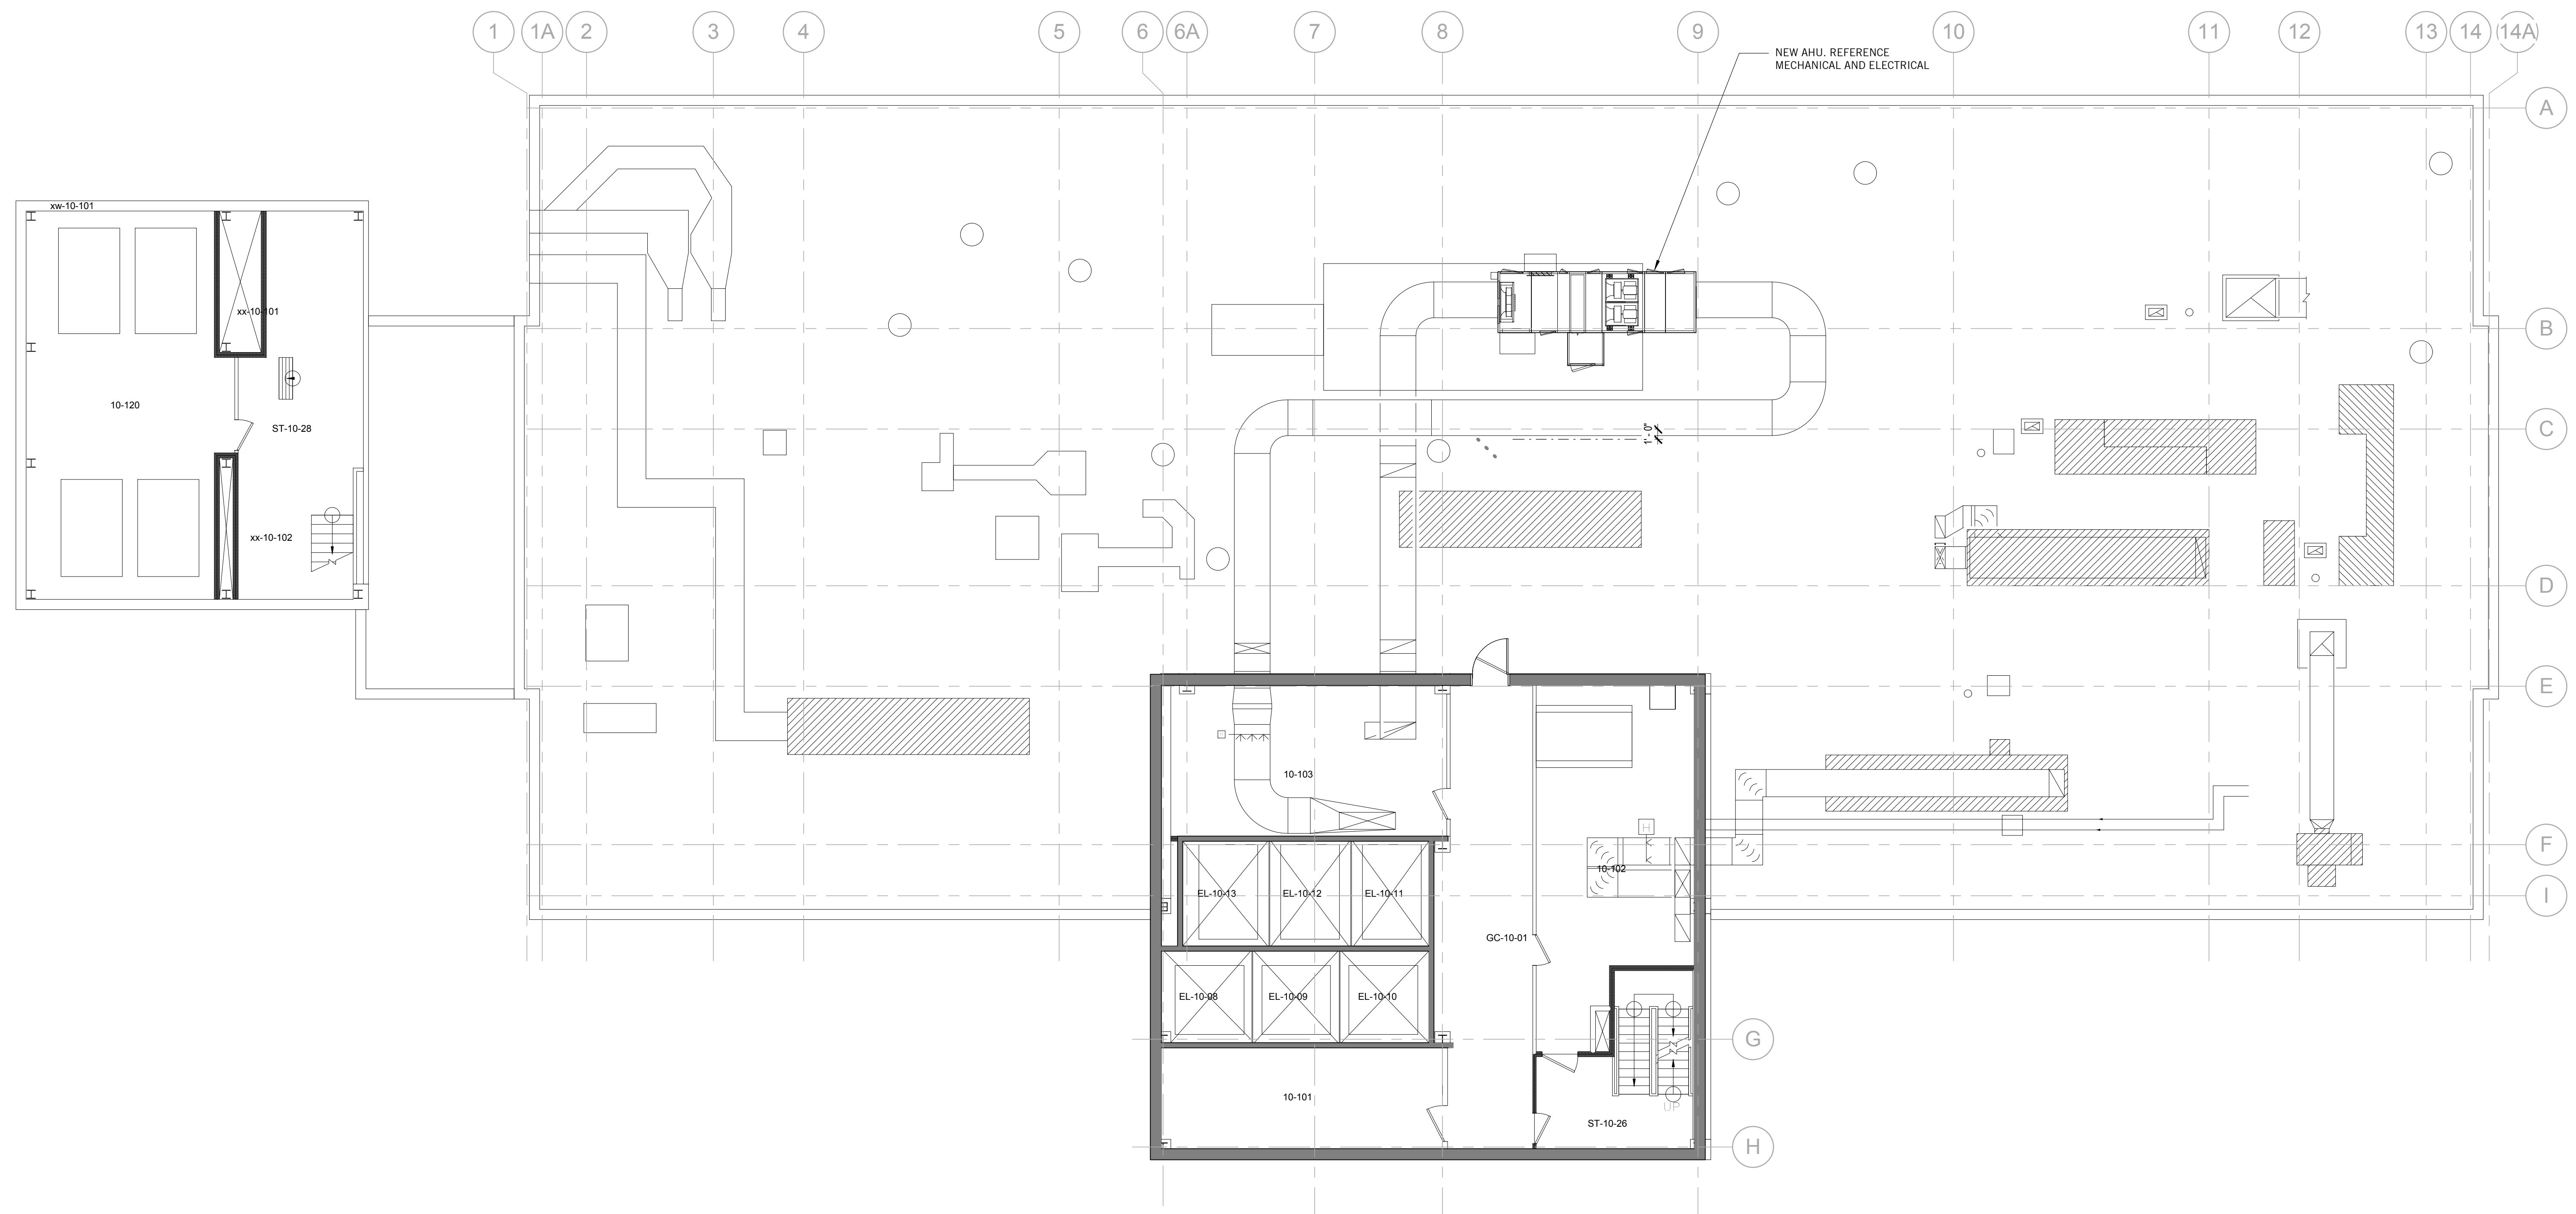 1
1A
2
3
4
5
6
6A
7
8
9
10
11
12
13
14
14A
NEW AHU. REFERENCE
MECHANICAL AND ELECTRICAL
A
xw-10-101
xx-10-101
B
10-120
ST-10-28
C
1'-0"
xx-10-102
D
E
10-103
H
F
10-102
EL-10-13
EL-10-12
EL-10-11
I
GC-10-01
EL-10-08
EL-10-09
EL-10-10
G
10-101
UP
ST-10-26
H